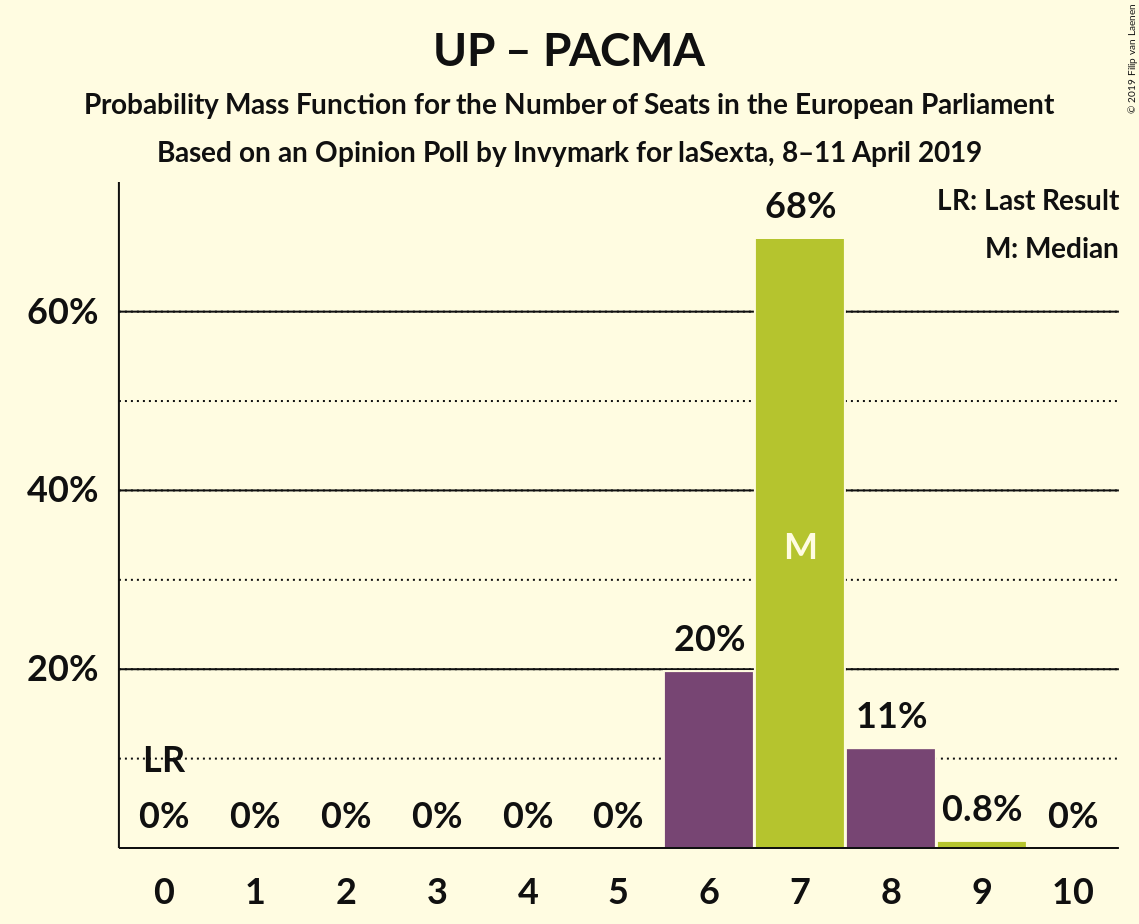 UP – PACMA
Probability Mass Function for the Number of Seats in the European Parliament
Based on an Opinion Poll by Invymark for laSexta, 8–11 April 2019
© 2019 Filip van Laenen
LR: Last Result
M: Median
68%
60%
40%
M
20%
20%
11%
LR
0%
0%
0%
0%
0%
0%
0.8%
0%
0 1 2 3 4 5 6 7 8 9 10